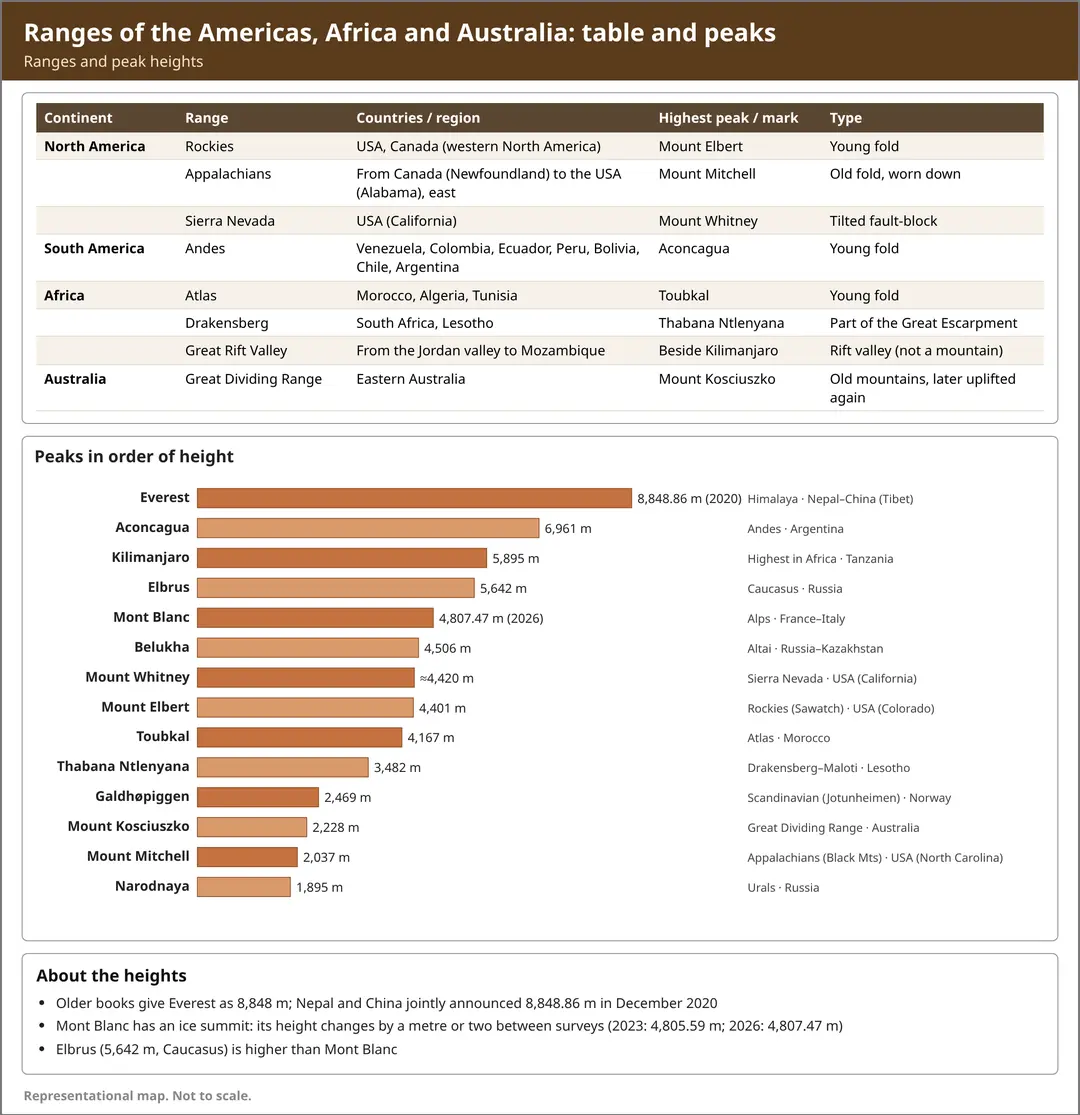 Ranges of the Americas, Africa and Australia: table and peaks
Ranges and peak heights
Continent Range Countries / region Highest peak / mark Type
North America Rockies USA, Canada (western North America) Mount Elbert Young fold
Appalachians From Canada (Newfoundland) to the USA Mount Mitchell Old fold, worn down
(Alabama), east
Sierra Nevada USA (California) Mount Whitney Tilted fault-block
South America Andes Venezuela, Colombia, Ecuador, Peru, Bolivia, Aconcagua Young fold
Chile, Argentina
Africa Atlas Morocco, Algeria, Tunisia Toubkal Young fold
Drakensberg South Africa, Lesotho Thabana Ntlenyana Part of the Great Escarpment
Great Rift Valley From the Jordan valley to Mozambique Beside Kilimanjaro Rift valley (not a mountain)
Australia Great Dividing Range Eastern Australia Mount Kosciuszko Old mountains, later uplifted
again
Peaks in order of height
Everest 8,848.86 m (2020) Himalaya · Nepal–China (Tibet)
Aconcagua 6,961 m Andes · Argentina
Kilimanjaro 5,895 m Highest in Africa · Tanzania
Elbrus 5,642 m Caucasus · Russia
Mont Blanc 4,807.47 m (2026) Alps · France–Italy
Belukha 4,506 m Altai · Russia–Kazakhstan
Mount Whitney ≈4,420 m Sierra Nevada · USA (California)
Mount Elbert 4,401 m Rockies (Sawatch) · USA (Colorado)
Toubkal 4,167 m Atlas · Morocco
Thabana Ntlenyana 3,482 m Drakensberg–Maloti · Lesotho
Galdhøpiggen 2,469 m Scandinavian (Jotunheimen) · Norway
Mount Kosciuszko 2,228 m Great Dividing Range · Australia
Mount Mitchell 2,037 m Appalachians (Black Mts) · USA (North Carolina)
Narodnaya 1,895 m Urals · Russia
About the heights
• Older books give Everest as 8,848 m; Nepal and China jointly announced 8,848.86 m in December 2020
• Mont Blanc has an ice summit: its height changes by a metre or two between surveys (2023: 4,805.59 m; 2026: 4,807.47 m)
• Elbrus (5,642 m, Caucasus) is higher than Mont Blanc
Representational map. Not to scale.